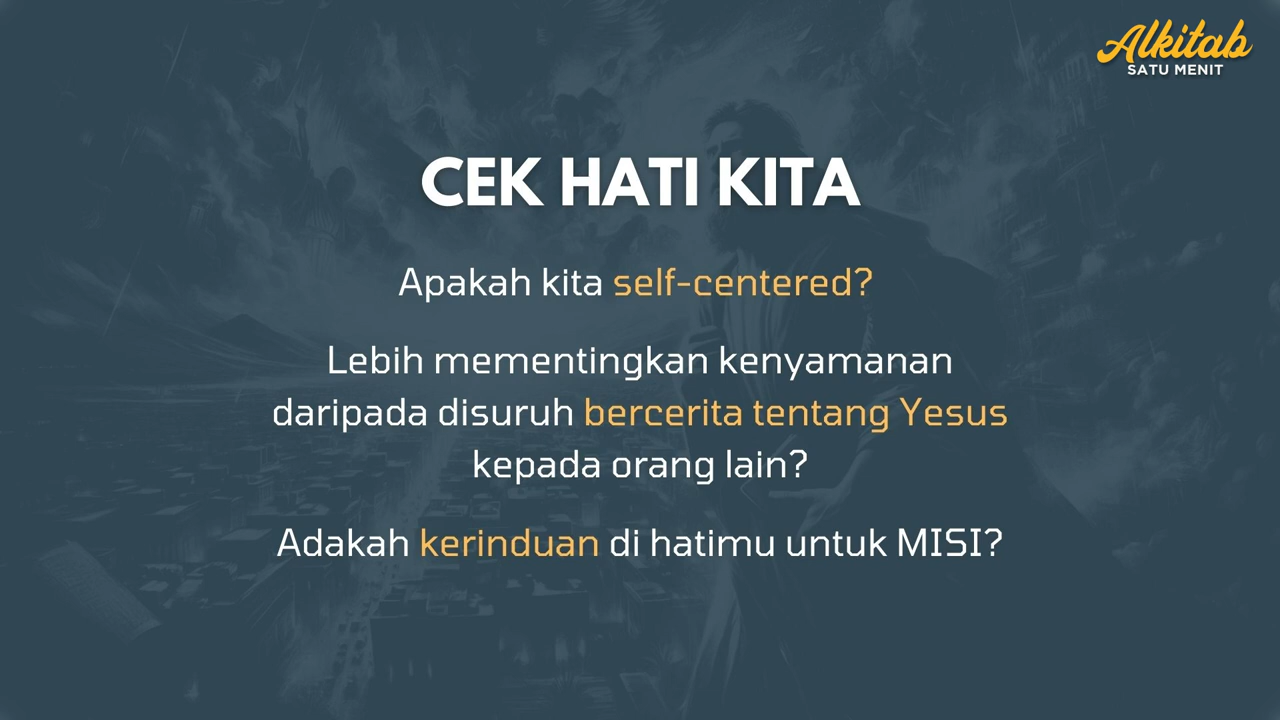 Alkitab
SATU MENIT
CEK HATI KITA
Apakah kita self-centered?
Lebih mementingkan kenyamanan
daripada disuruh bercerita tentang Yesus
kepada orang lain?
Adakah kerinduan di hatimu untuk MISI?